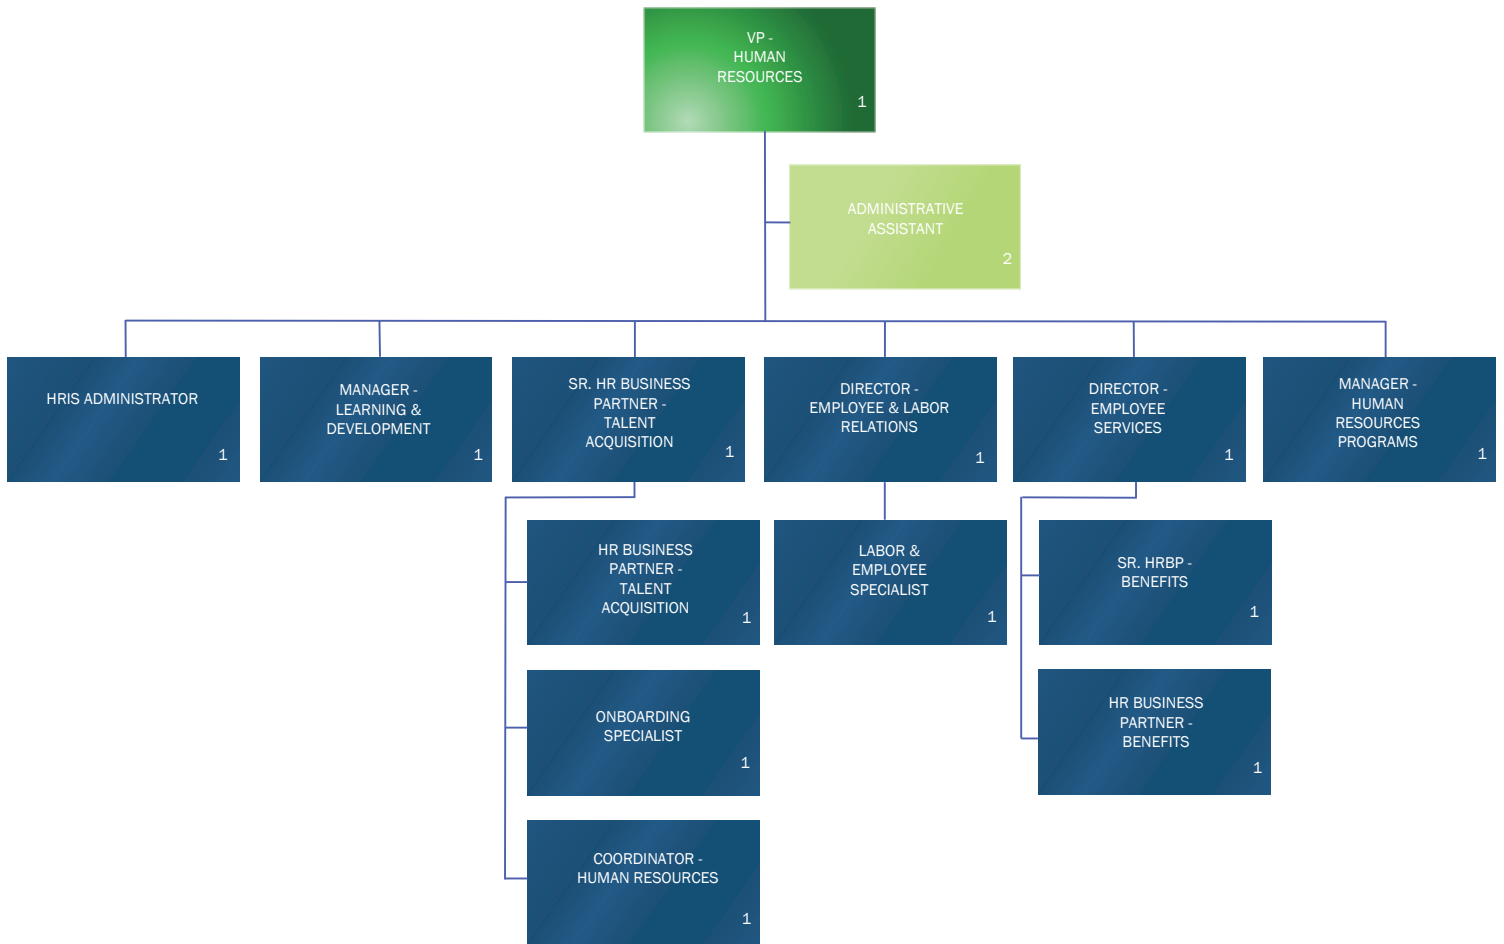 VP -
HUMAN
RESOURCES
1
ADMINISTRATIVE
ASSISTANT
2
HRIS ADMINISTRATOR
1
MANAGER -
LEARNING &
DEVELOPMENT
1
SR. HR BUSINESS
PARTNER -
TALENT
ACQUISITION
1
DIRECTOR -
EMPLOYEE & LABOR
RELATIONS
1
DIRECTOR -
EMPLOYEE
SERVICES
1
MANAGER -
HUMAN
RESOURCES
PROGRAMS
1
HR BUSINESS
PARTNER -
TALENT
ACQUISITION
1
LABOR &
EMPLOYEE
SPECIALIST
1
SR. HRBP -
BENEFITS
1
ONBOARDING
SPECIALIST
1
HR BUSINESS
PARTNER -
BENEFITS
1
COORDINATOR -
HUMAN RESOURCES
1